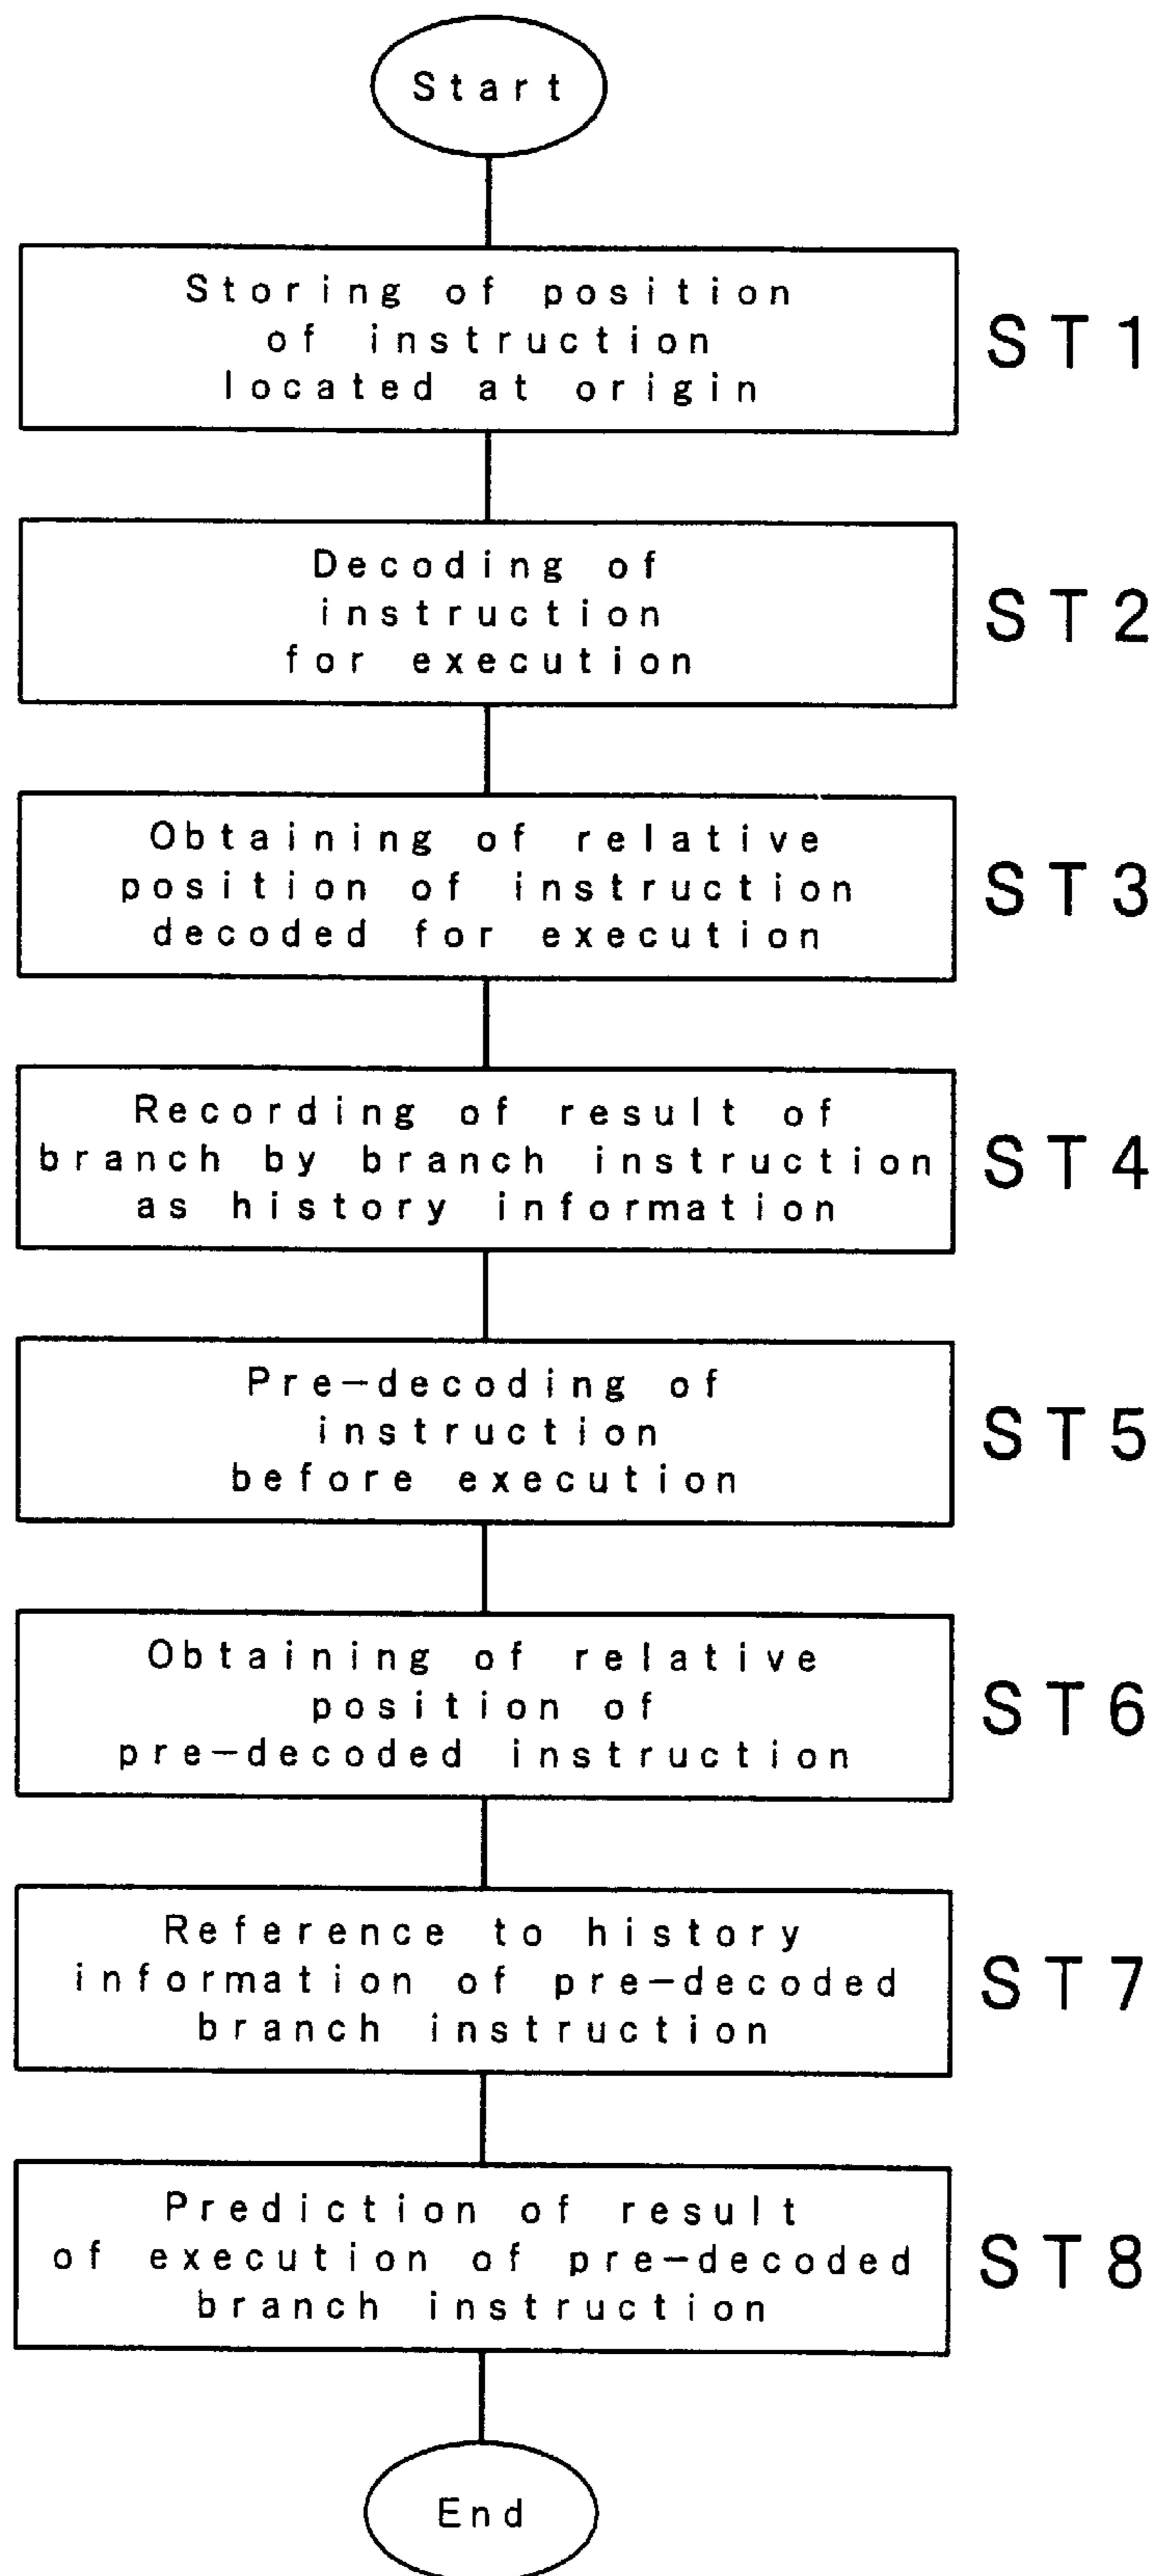 Start
Storing of position
of instruction
located at origin
ST1
Decoding of
instruction
for execution
ST2
Obtaining of relative
position of instruction
decoded for execution
ST3
Recording of result of
branch by branch instruction
as history information
ST4
Pre-decoding of
instruction
before execution
ST5
Obtaining of relative
position of
pre-decoded instruction
ST6
Reference to history
information of pre-decoded
branch instruction
ST7
Prediction of result
of execution of pre-decoded
branch instruction
ST8
End